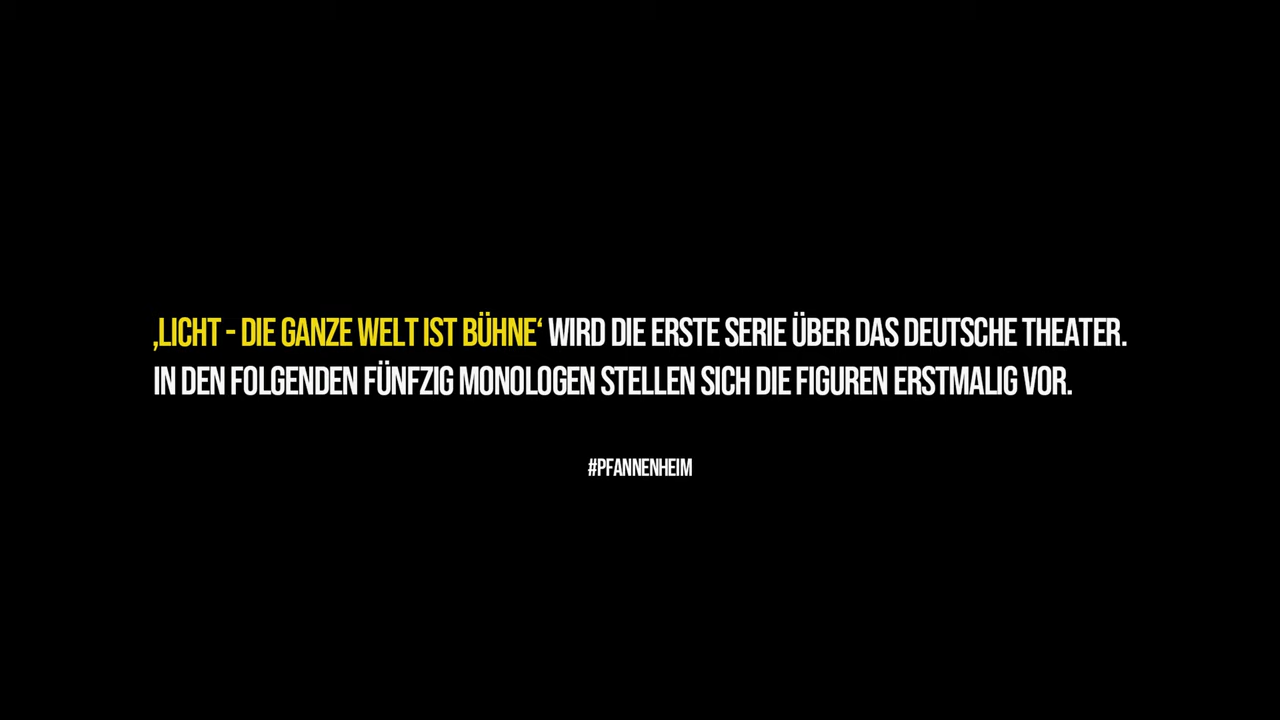 ‚LICHT - DIE GANZE WELT IST BÜHNE‘ WIRD DIE ERSTE SERIE ÜBER DAS DEUTSCHE THEATER.
IN DEN FOLGENDEN FÜNFZIG MONOLOGEN STELLEN SICH DIE FIGUREN ERSTMALIG VOR.
#PFANNENHEIM